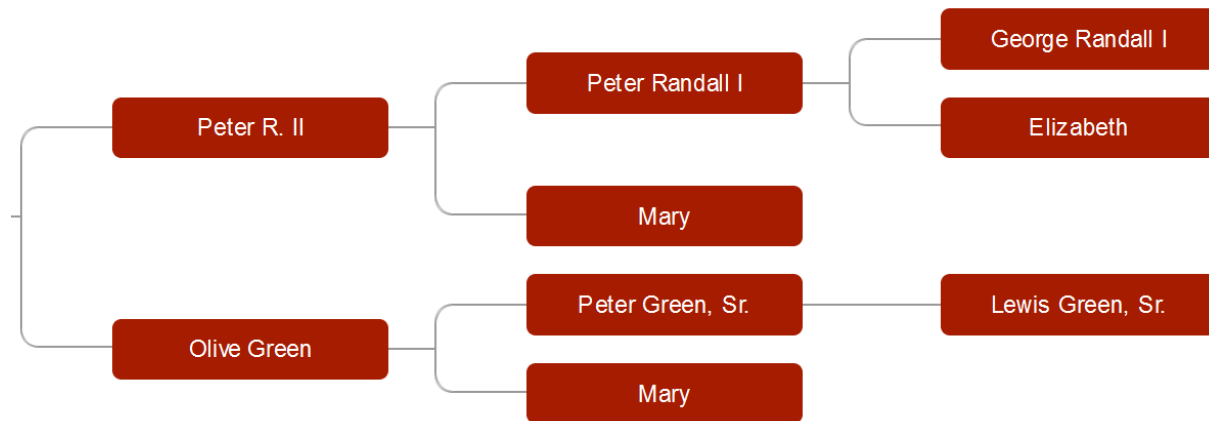 George Randall I
Peter Randall I
Peter R. II
Elizabeth
Mary
Peter Green, Sr.
Lewis Green, Sr.
Olive Green
Mary